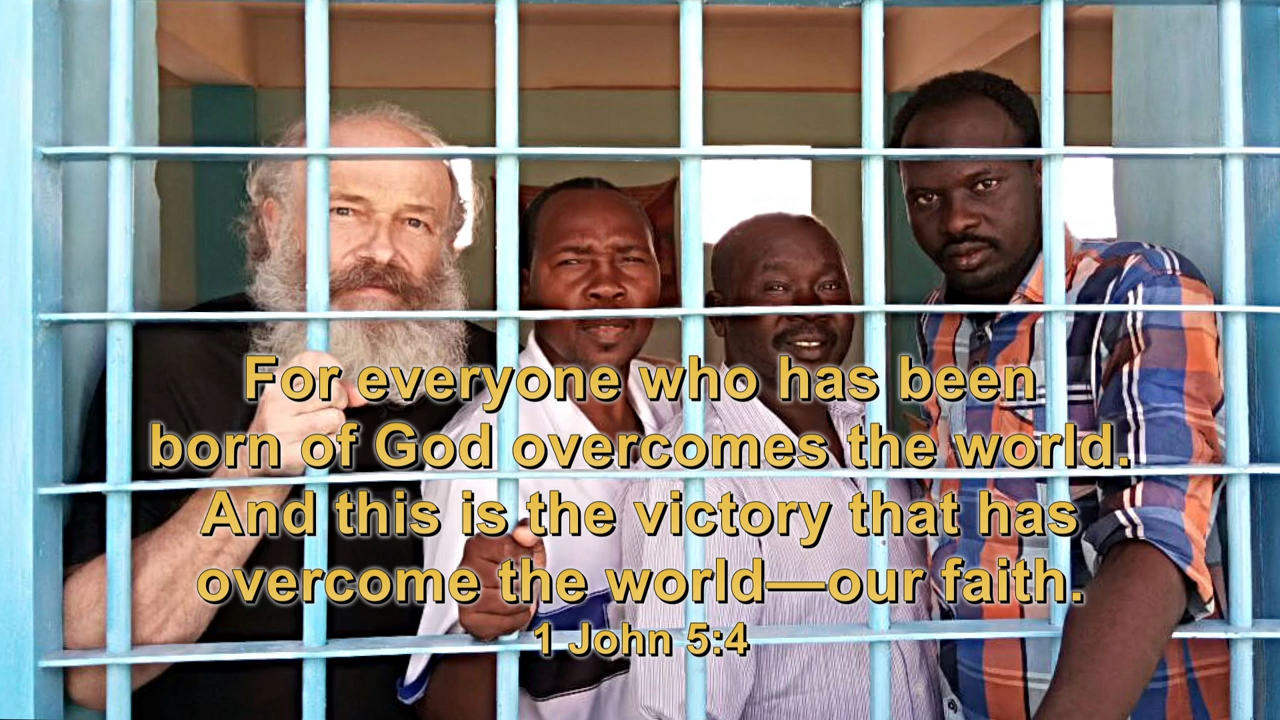 For everyone who has been
born of God overcomes the world.
And this is the victory that has
overcome the world—our faith.
1 John 5:4